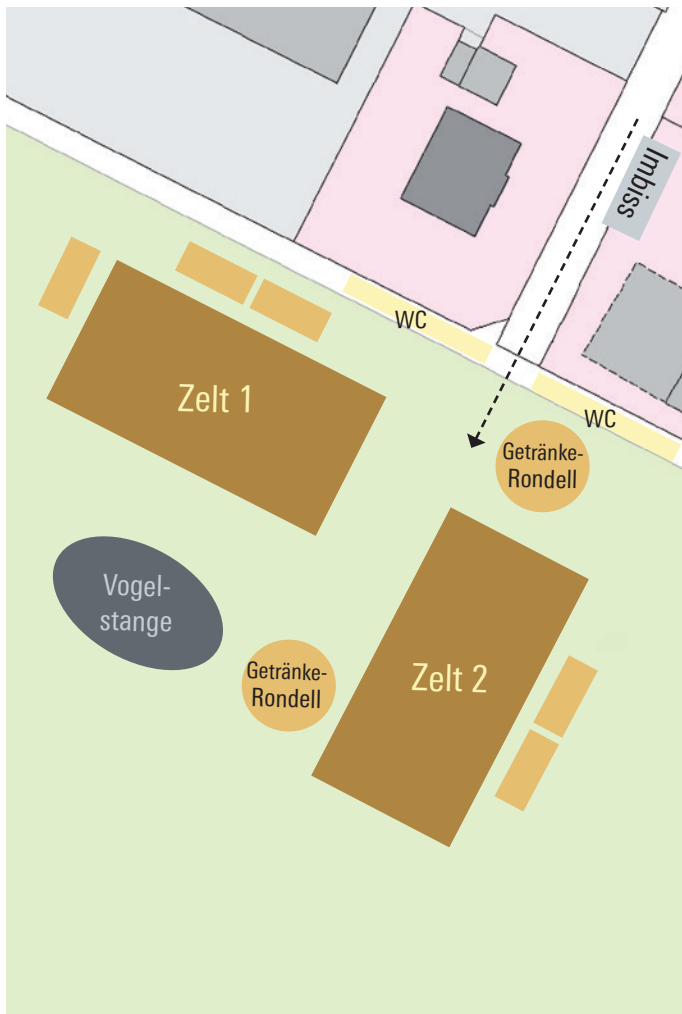 Imbiss
WC
Zelt 1
WC
Getränke-
Rondell
Vogel-
stange
Getränke-
Rondell
Zelt 2